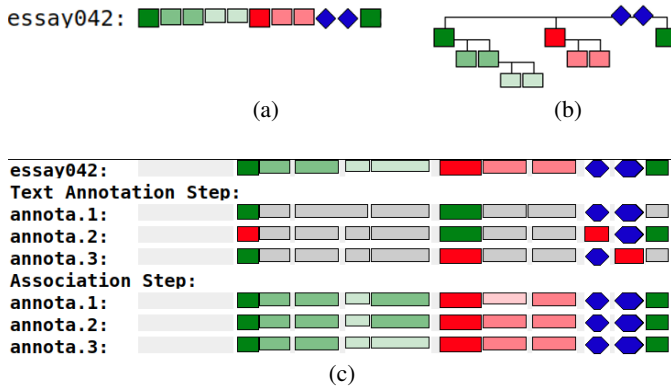 essay042:
(a)
(b)
essay042:
Text Annotation Step:
annota.1:
annota.2:
annota.3:
Association Step:
annota.1:
annota.2:
annota.3:
(c)